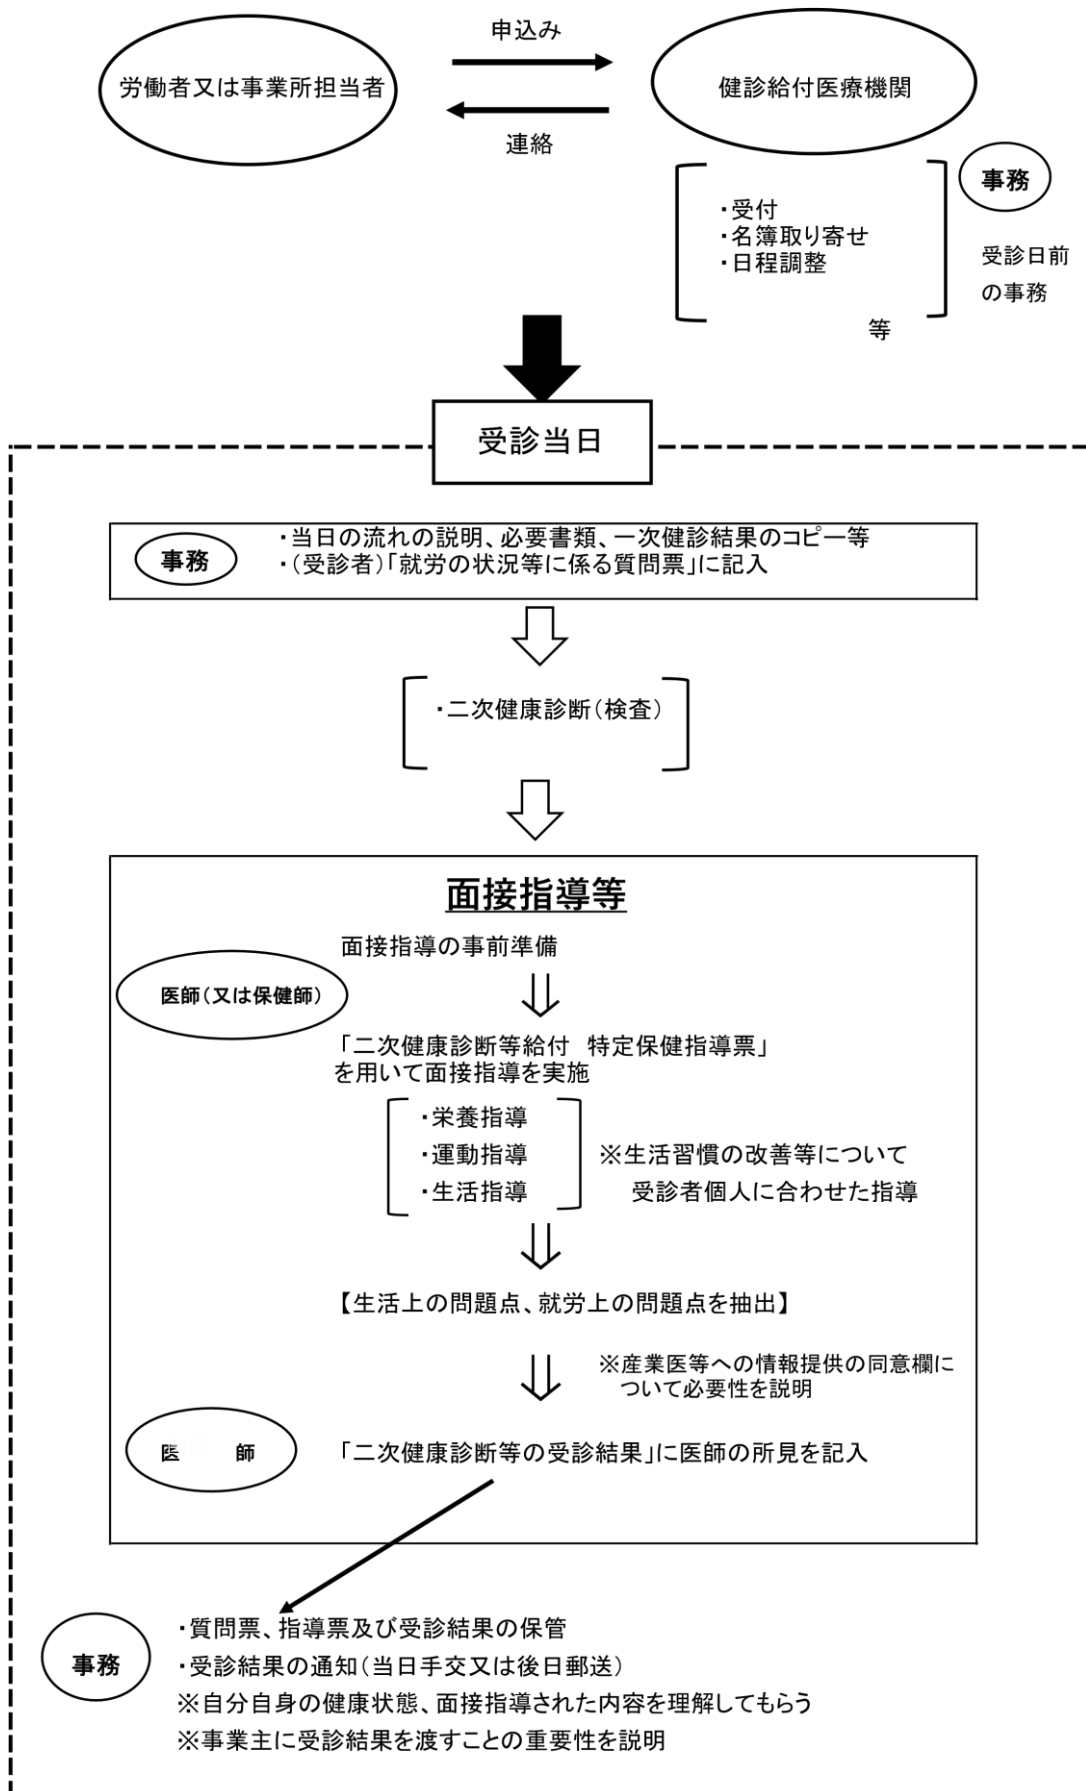 申込み
労働者又は事業所担当者
健診給付医療機関
連絡
事務
・受付
・名簿取り寄せ
・日程調整
等
受診日前
の事務
受診当日
事務
・当日の流れの説明、必要書類、一次健診結果のコピー等
・(受診者)「就労の状況等に係る質問票」に記入
・二次健康診断(検査)
面接指導等
面接指導の事前準備
医師(又は保健師)
「二次健康診断等給付　特定保健指導票」
を用いて面接指導を実施
・栄養指導
・運動指導
・生活指導
※生活習慣の改善等について
受診者個人に合わせた指導
【生活上の問題点、就労上の問題点を抽出】
※産業医等への情報提供の同意欄に
ついて必要性を説明
医　　師
「二次健康診断等の受診結果」に医師の所見を記入
事務
・質問票、指導票及び受診結果の保管
・受診結果の通知(当日手交又は後日郵送)
※自分自身の健康状態、面接指導された内容を理解してもらう
※事業主に受診結果を渡すことの重要性を説明